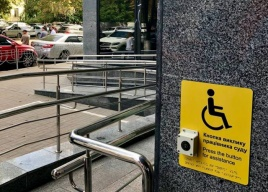 Кнопка виклику
працівника суду
Press the button
for assistance